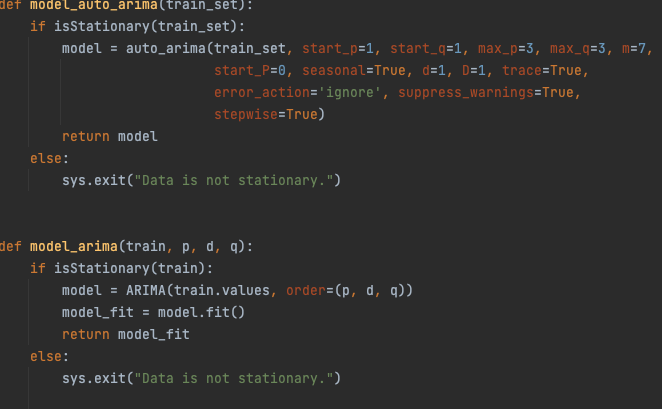 def model_auto_arima(train_set):
    if isStationary(train_set):
        model = auto_arima(train_set, start_p=1, start_q=1, max_p=3, max_q=3, m=7,
                           start_P=0, seasonal=True, d=1, D=1, trace=True,
                           error_action='ignore', suppress_warnings=True,
                           stepwise=True)
        return model
    else:
        sys.exit("Data is not stationary.")
def model_arima(train, p, d, q):
    if isStationary(train):
        model = ARIMA(train.values, order=(p, d, q))
        model_fit = model.fit()
        return model_fit
    else:
        sys.exit("Data is not stationary.")